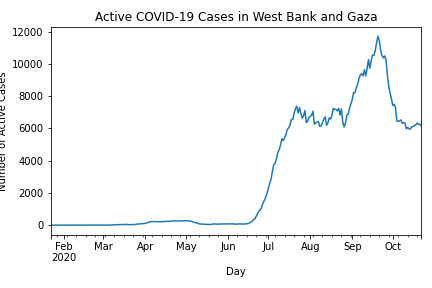 Active COVID-19 Cases in West Bank and Gaza
Number of Active Cases
12000
10000
8000
6000
4000
2000
0
Feb Mar Apr May Jun Jul Aug Sep Oct
2020
Day